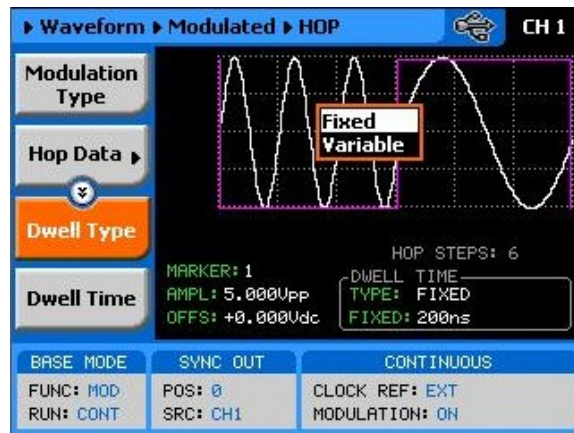 Waveform Modulated HOP CH 1
Modulation Type
Hop Data
Dwell Type
Dwell Time
Fixed
Variable
HOP STEPS: 6
MARKER: 1
AMPL: 5.000Vpp
OFFS: +0.000Vdc
DWELL TIME
TYPE: FIXED
FIXED: 200ns
BASE MODE
FUNC: MOD
RUN: CONT
SYNC OUT
POS: 0
SRC: CH1
CONTINUOUS
CLOCK REF: EXT
MODULATION: ON